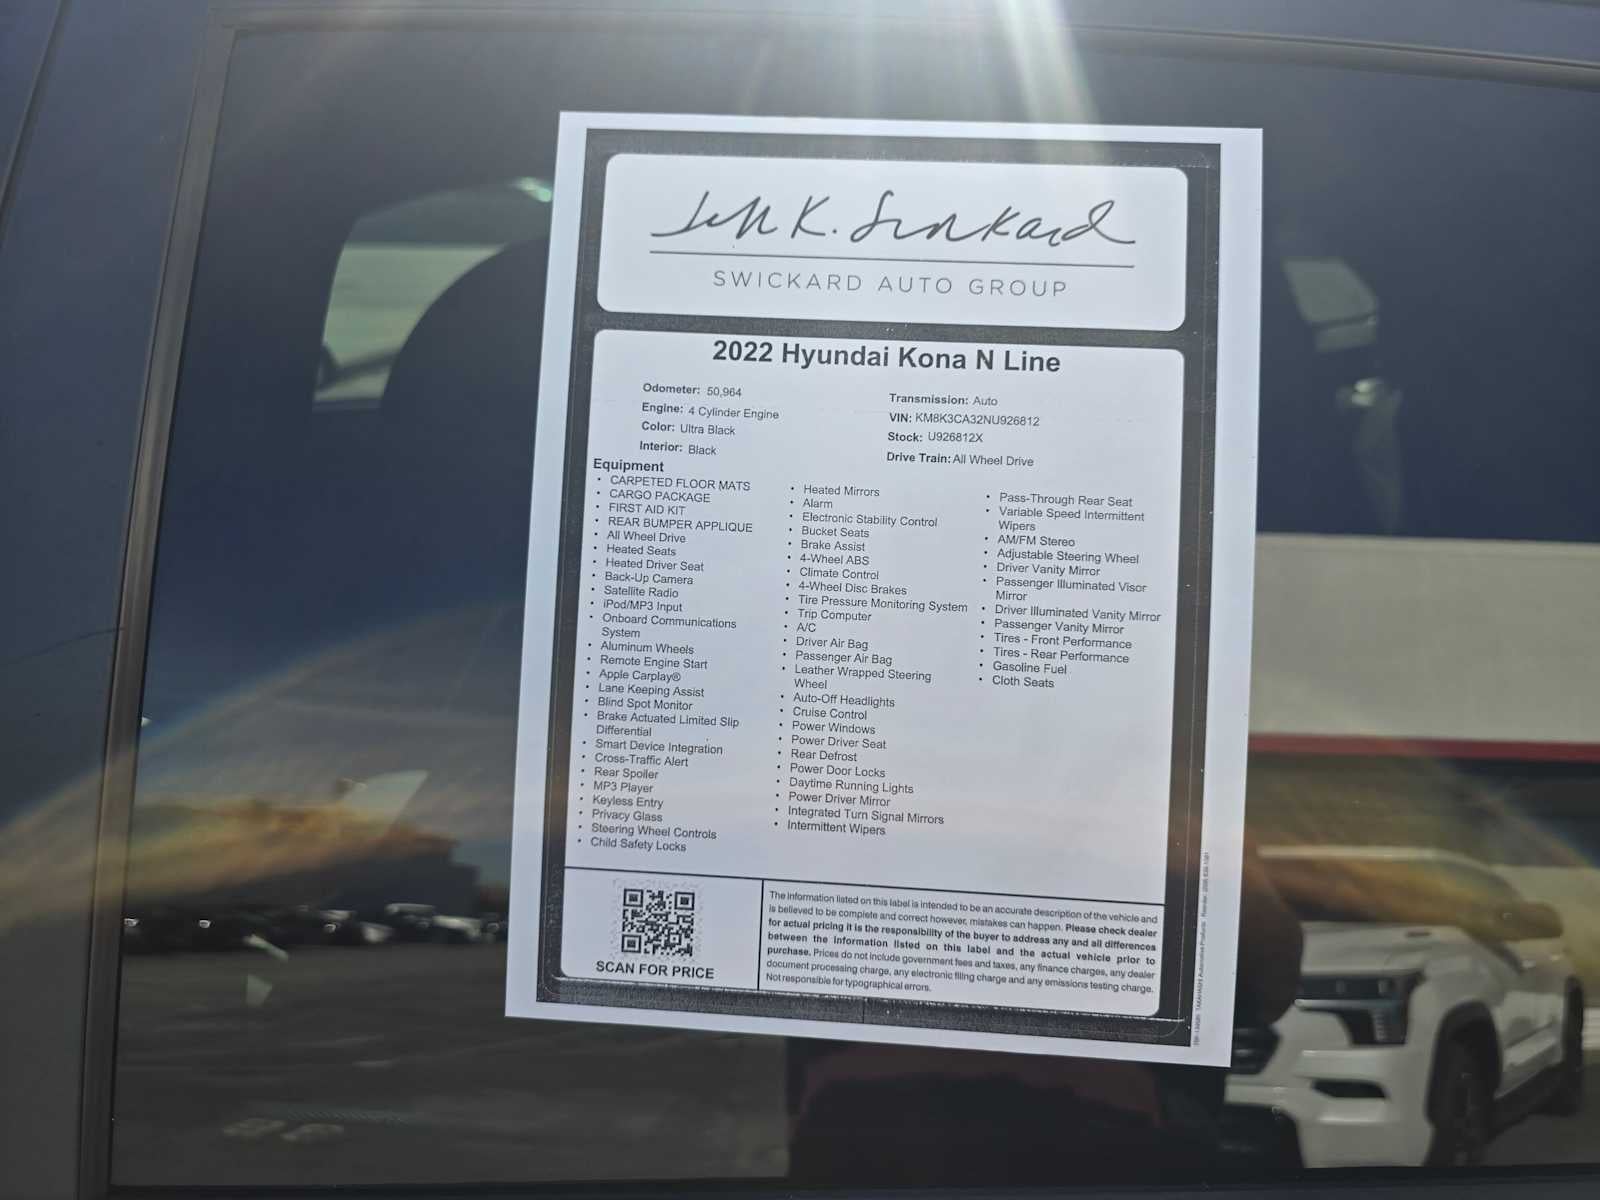 Jeff K. Swickard
SWICKARD AUTO GROUP
2022 Hyundai Kona N Line
Odometer: 50,964
Engine: 4 Cylinder Engine
Color: Ultra Black
Interior: Black
Transmission: Auto
VIN: KM8K3CA32NU926812
Stock: U926812X
Drive Train: All Wheel Drive
Equipment
• CARPETED FLOOR MATS
• CARGO PACKAGE
• FIRST AID KIT
• REAR BUMPER APPLIQUE
• All Wheel Drive
• Heated Seats
• Heated Driver Seat
• Back-Up Camera
• Satellite Radio
• iPod/MP3 Input
• Onboard Communications
System
• Aluminum Wheels
• Remote Engine Start
• Apple Carplay®
• Lane Keeping Assist
• Blind Spot Monitor
• Brake Actuated Limited Slip
Differential
• Smart Device Integration
• Cross-Traffic Alert
• Rear Spoiler
• MP3 Player
• Keyless Entry
• Privacy Glass
• Steering Wheel Controls
• Child Safety Locks
• Heated Mirrors
• Alarm
• Electronic Stability Control
• Bucket Seats
• Brake Assist
• 4-Wheel ABS
• Climate Control
• 4-Wheel Disc Brakes
• Tire Pressure Monitoring System
• Trip Computer
• A/C
• Driver Air Bag
• Passenger Air Bag
• Leather Wrapped Steering
Wheel
• Auto-Off Headlights
• Cruise Control
• Power Windows
• Power Driver Seat
• Rear Defrost
• Power Door Locks
• Daytime Running Lights
• Power Driver Mirror
• Integrated Turn Signal Mirrors
• Intermittent Wipers
• Pass-Through Rear Seat
• Variable Speed Intermittent
Wipers
• AM/FM Stereo
• Adjustable Steering Wheel
• Driver Vanity Mirror
• Passenger Illuminated Visor
Mirror
• Driver Illuminated Vanity Mirror
• Passenger Vanity Mirror
• Tires - Front Performance
• Tires - Rear Performance
• Gasoline Fuel
• Cloth Seats
SCAN FOR PRICE
The information listed on this label is intended to be an accurate description of the vehicle and
is believed to be complete and correct however, mistakes can happen. Please check dealer
for actual pricing it is the responsibility of the buyer to address any and all differences
between the information listed on this label and the actual vehicle prior to
purchase. Prices do not include government fees and taxes, any finance charges, any dealer
document processing charge, any electronic filing charge and any emissions testing charge.
Not responsible for typographical errors.